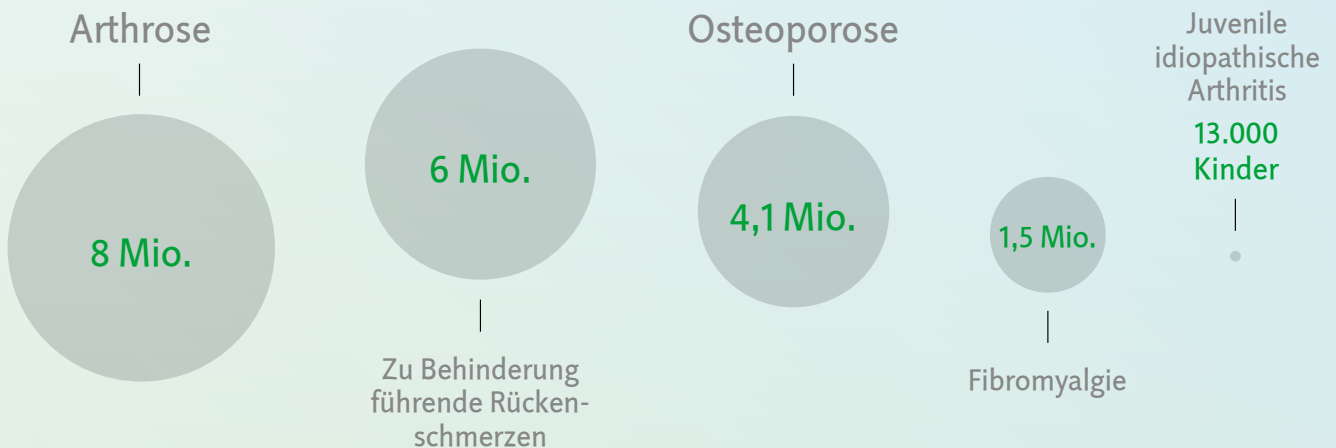 Arthrose
8 Mio.
6 Mio.
Zu Behinderung
führende Rücken-
schmerzen
Osteoporose
4,1 Mio.
1,5 Mio.
Fibromyalgie
Juvenile
idiopathische
Arthritis
13.000
Kinder